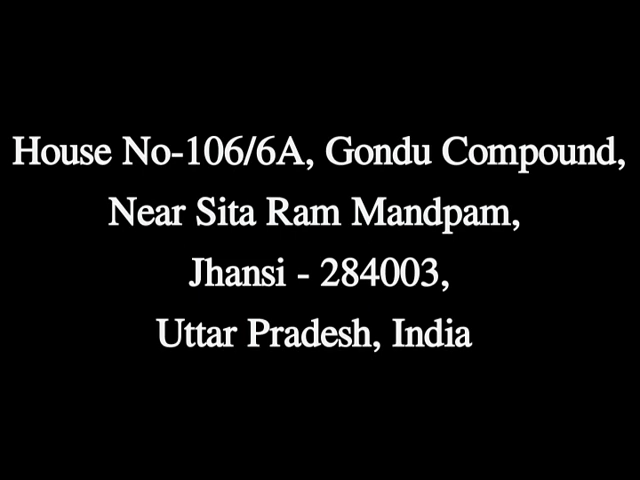 House No-106/6A, Gondu Compound,
Near Sita Ram Mandpam,
Jhansi - 284003,
Uttar Pradesh, India